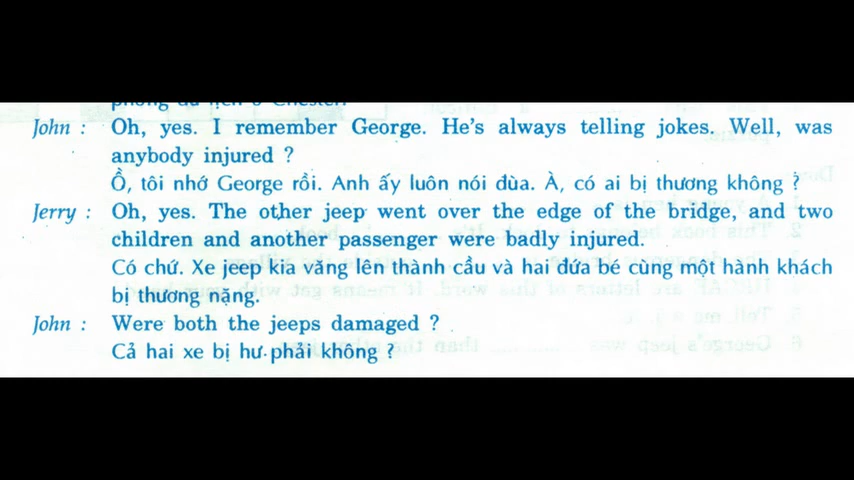 John : Oh, yes. I remember George. He's always telling jokes. Well, was
anybody injured ?
Ồ, tôi nhớ George rồi. Anh ấy luôn nói đùa. À, có ai bị thương không ?
Jerry : Oh, yes. The other jeep went over the edge of the bridge, and two
children and another passenger were badly injured.
Có chứ. Xe jeep kia văng lên thành cầu và hai đứa bé cùng một hành khách
bị thương nặng.
John : Were both the jeeps damaged ?
Cả hai xe bị hư phải không ?